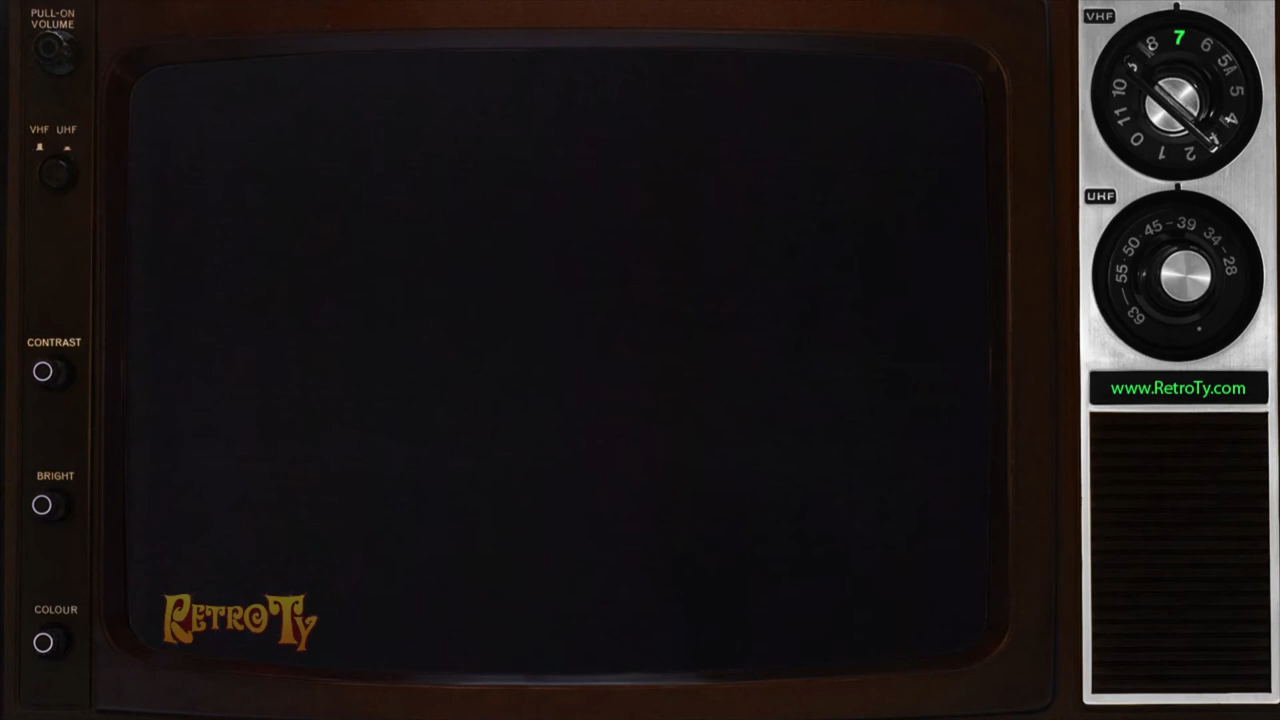 PULL-ON
VOLUME
VHF UHF
CONTRAST
BRIGHT
COLOUR
RETROTY
VHF
7 6 5A 5 4 2 1 0 11 10 9 8
UHF
63 55 50 45 39 34 28
www.RetroTy.com